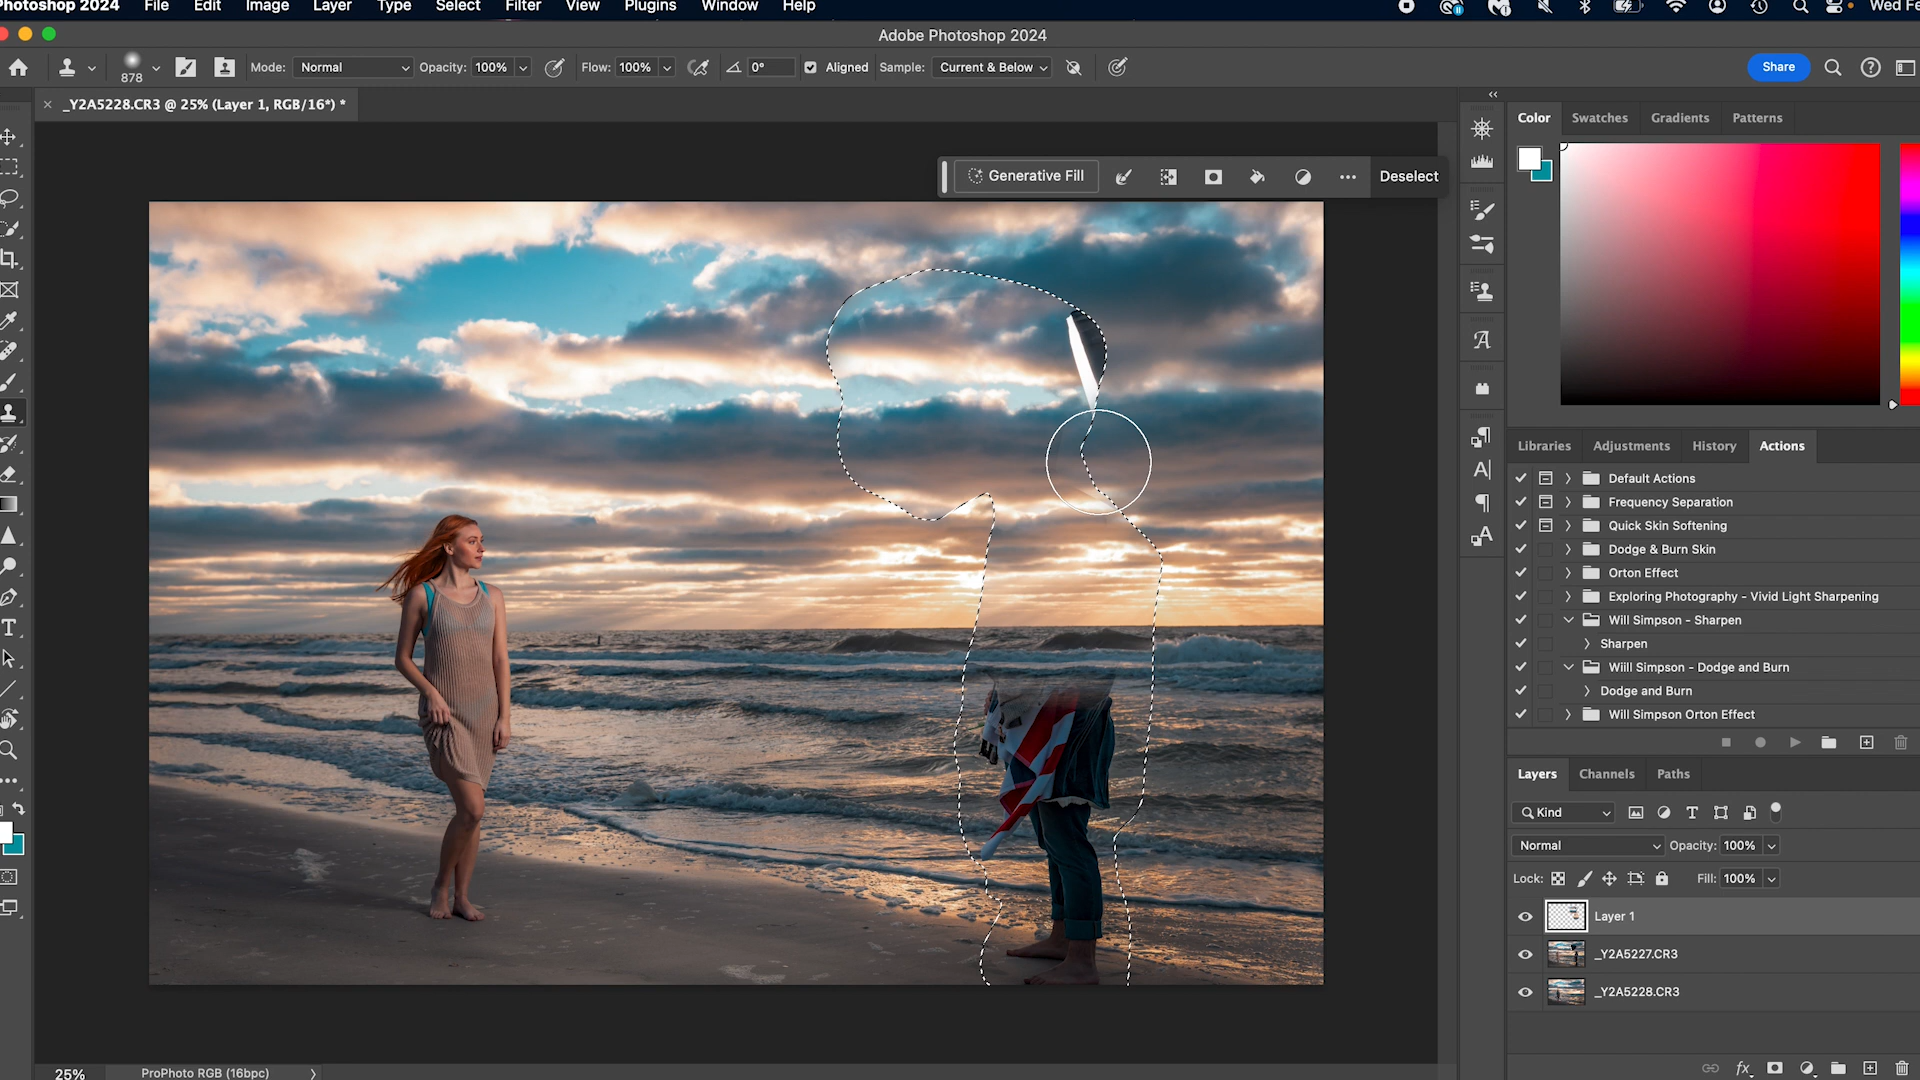 Photoshop 2024 File Edit Image Layer Type Select Filter View Plugins Window Help Wed Fe
Adobe Photoshop 2024
878 Mode: Normal Opacity: 100% Flow: 100% 0° Aligned Sample: Current & Below Share
_Y2A5228.CR3 @ 25% (Layer 1, RGB/16*) *
Generative Fill Deselect
Color Swatches Gradients Patterns
Libraries Adjustments History Actions
Default Actions
Frequency Separation
Quick Skin Softening
Dodge & Burn Skin
Orton Effect
Exploring Photography - Vivid Light Sharpening
Will Simpson - Sharpen
Sharpen
Wiill Simpson - Dodge and Burn
Dodge and Burn
Will Simpson Orton Effect
Layers Channels Paths
Kind
Normal Opacity: 100%
Lock: Fill: 100%
Layer 1
_Y2A5227.CR3
_Y2A5228.CR3
25% ProPhoto RGB (16bpc)